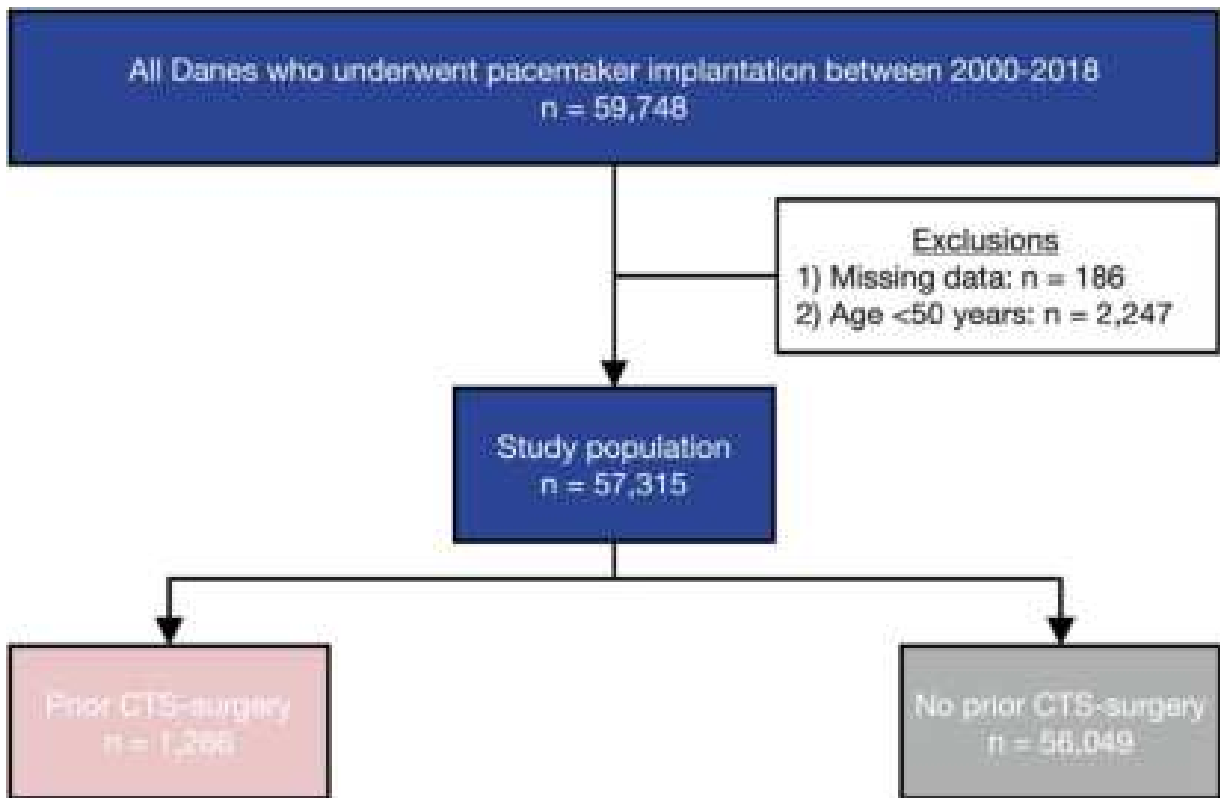 All Danes who underwent pacemaker implantation between 2000-2018
n = 59,748
Exclusions
1) Missing data: n = 186
2) Age <50 years: n = 2,247
Study population
n = 57,315
Prior CTS-surgery
n = 1,266
No prior CTS-surgery
n = 56,049